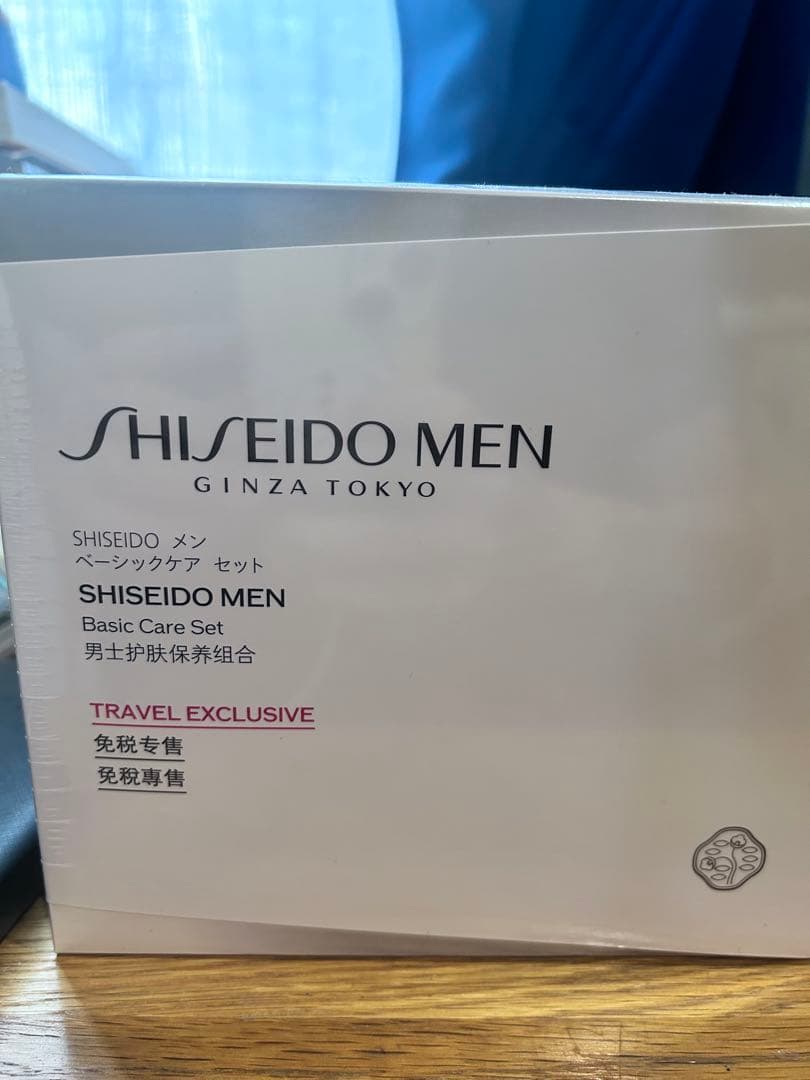 SHISEIDO MEN
GINZA TOKYO
SHISEIDO メン
ベーシックケア セット
SHISEIDO MEN
Basic Care Set
男士护肤保养组合
TRAVEL EXCLUSIVE
免税专售
免稅專售